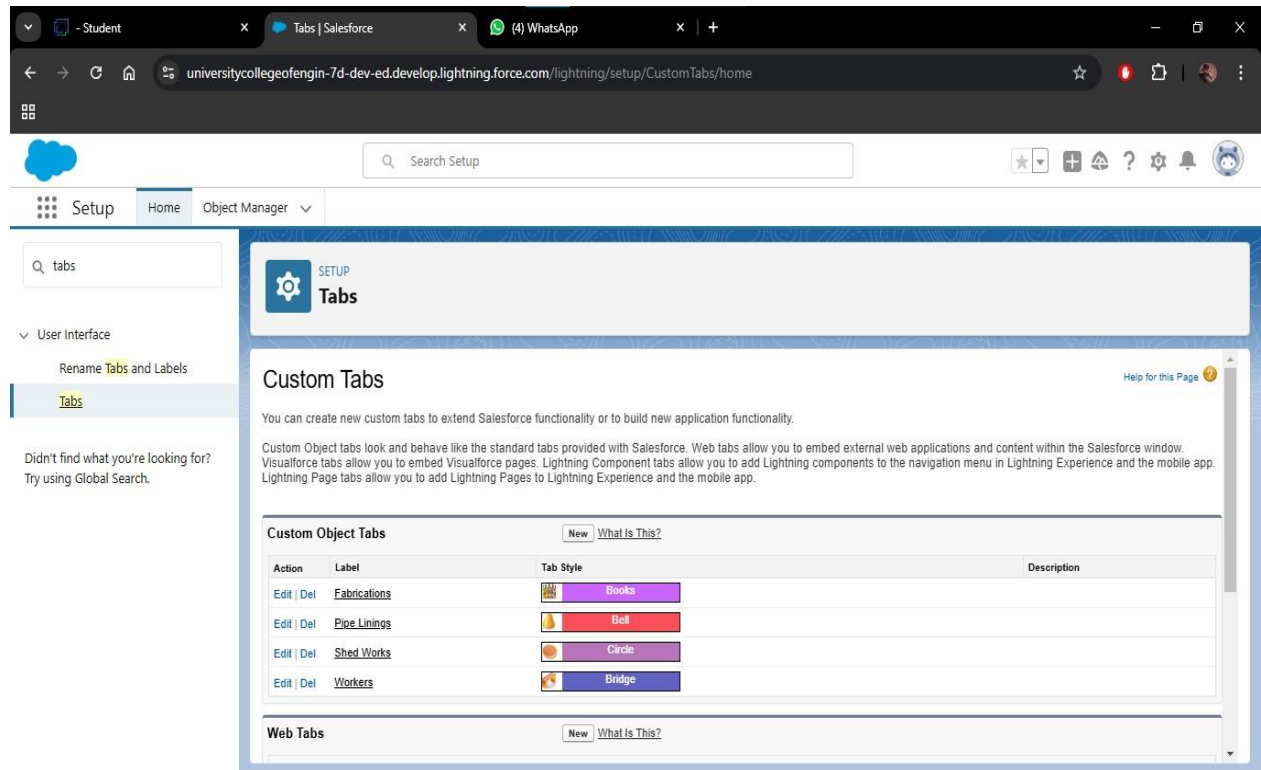 - Student
Tabs | Salesforce
(4) WhatsApp
universitycollegeofengin-7d-dev-ed.develop.lightning.force.com/lightning/setup/CustomTabs/home
Search Setup
Setup
Home
Object Manager
tabs
User Interface
Rename Tabs and Labels
Tabs
Didn't find what you're looking for?
Try using Global Search.
SETUP
Tabs
Custom Tabs
Help for this Page
You can create new custom tabs to extend Salesforce functionality or to build new application functionality.
Custom Object tabs look and behave like the standard tabs provided with Salesforce. Web tabs allow you to embed external web applications and content within the Salesforce window.
Visualforce tabs allow you to embed Visualforce pages. Lightning Component tabs allow you to add Lightning components to the navigation menu in Lightning Experience and the mobile app.
Lightning Page tabs allow you to add Lightning Pages to Lightning Experience and the mobile app.
Custom Object Tabs New What Is This?
Action Label Tab Style Description
Edit | Del Fabrications Books
Edit | Del Pipe Linings Bell
Edit | Del Shed Works Circle
Edit | Del Workers Bridge
Web Tabs New What Is This?